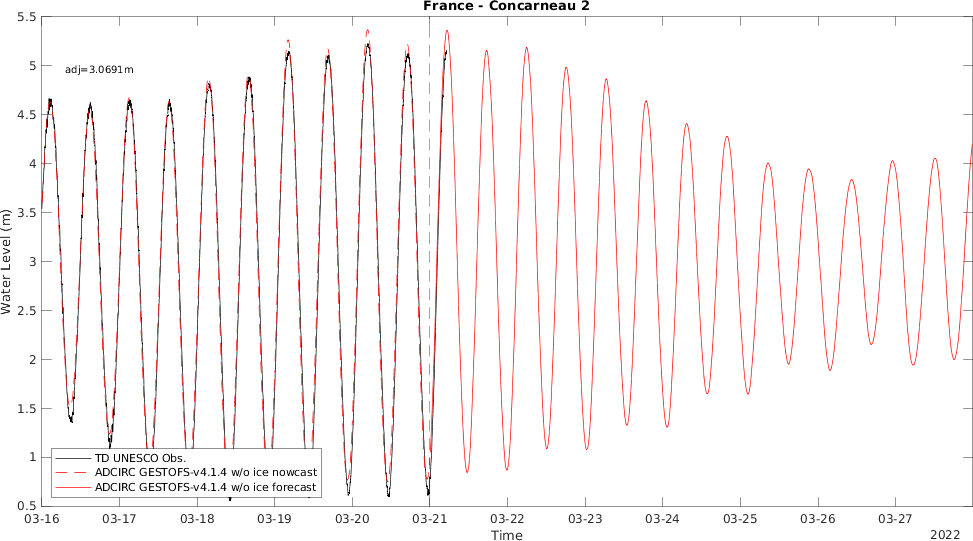 France - Concarneau 2
adj=3.0691m
5.5
5
4.5
4
3.5
3
2.5
2
1.5
1
0.5
Water Level (m)
TD UNESCO Obs.
ADCIRC GESTOFS-v4.1.4 w/o ice nowcast
ADCIRC GESTOFS-v4.1.4 w/o ice forecast
03-16 03-17 03-18 03-19 03-20 03-21 03-22 03-23 03-24 03-25 03-26 03-27
Time
2022